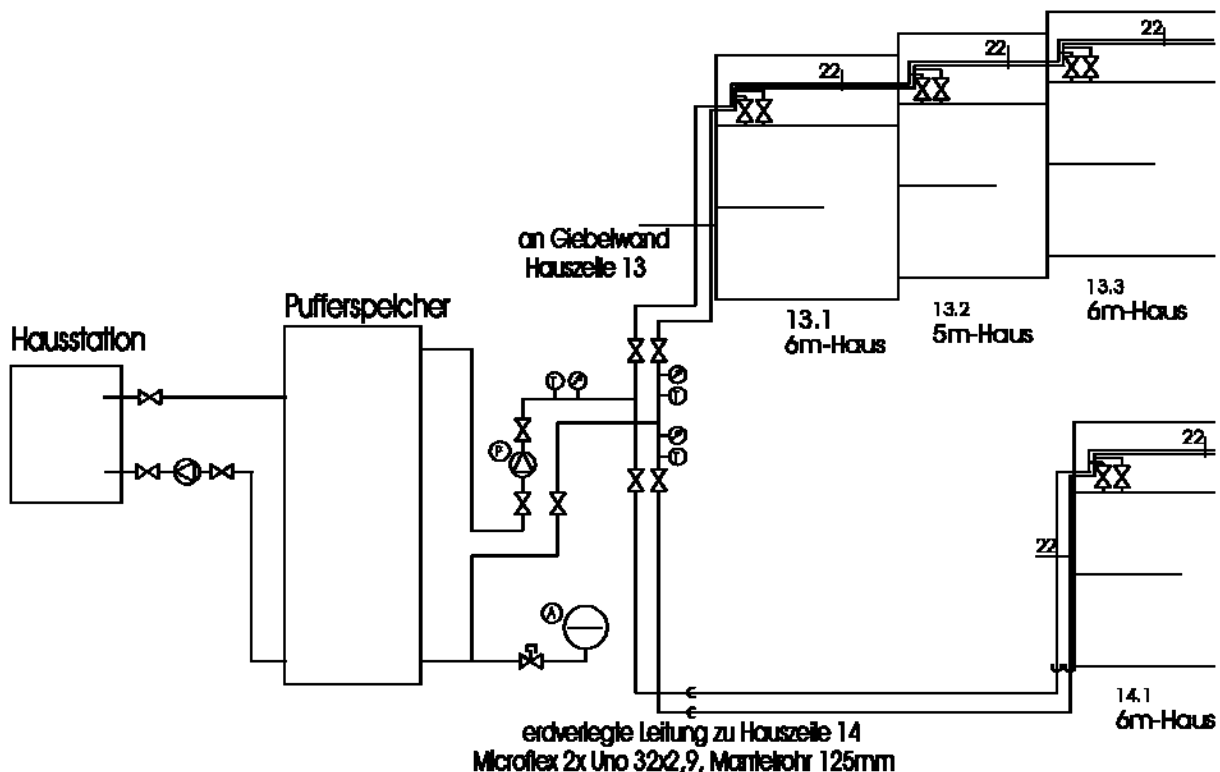 22
22
22
an Giebelwand
Hauszeile 13
Pufferspeicher
13.3
6m-Haus
13.2
5m-Haus
13.1
6m-Haus
Hausstation
T
T
P
T
22
22
A
14.1
6m-Haus
erdverlegte Leitung zu Hauszeile 14
Microflex 2x Uno 32x2,9, Mantelrohr 125mm